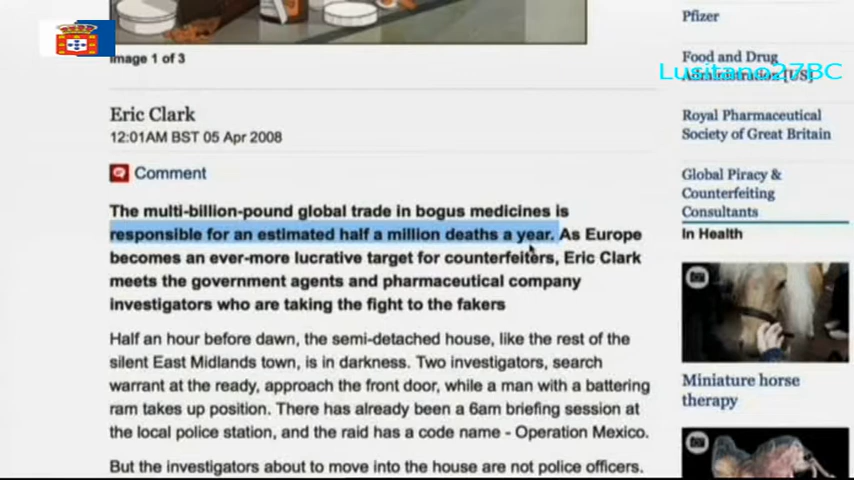 Image 1 of 3
Eric Clark
12:01AM BST 05 Apr 2008
Comment
The multi-billion-pound global trade in bogus medicines is
responsible for an estimated half a million deaths a year. As Europe
becomes an ever-more lucrative target for counterfeiters, Eric Clark
meets the government agents and pharmaceutical company
investigators who are taking the fight to the fakers
Half an hour before dawn, the semi-detached house, like the rest of the
silent East Midlands town, is in darkness. Two investigators, search
warrant at the ready, approach the front door, while a man with a battering
ram takes up position. There has already been a 6am briefing session at
the local police station, and the raid has a code name - Operation Mexico.
But the investigators about to move into the house are not police officers.
Pfizer
Food and Drug
Administration [US]
Lusitano27BC
Royal Pharmaceutical
Society of Great Britain
Global Piracy &
Counterfeiting
Consultants
In Health
Miniature horse
therapy